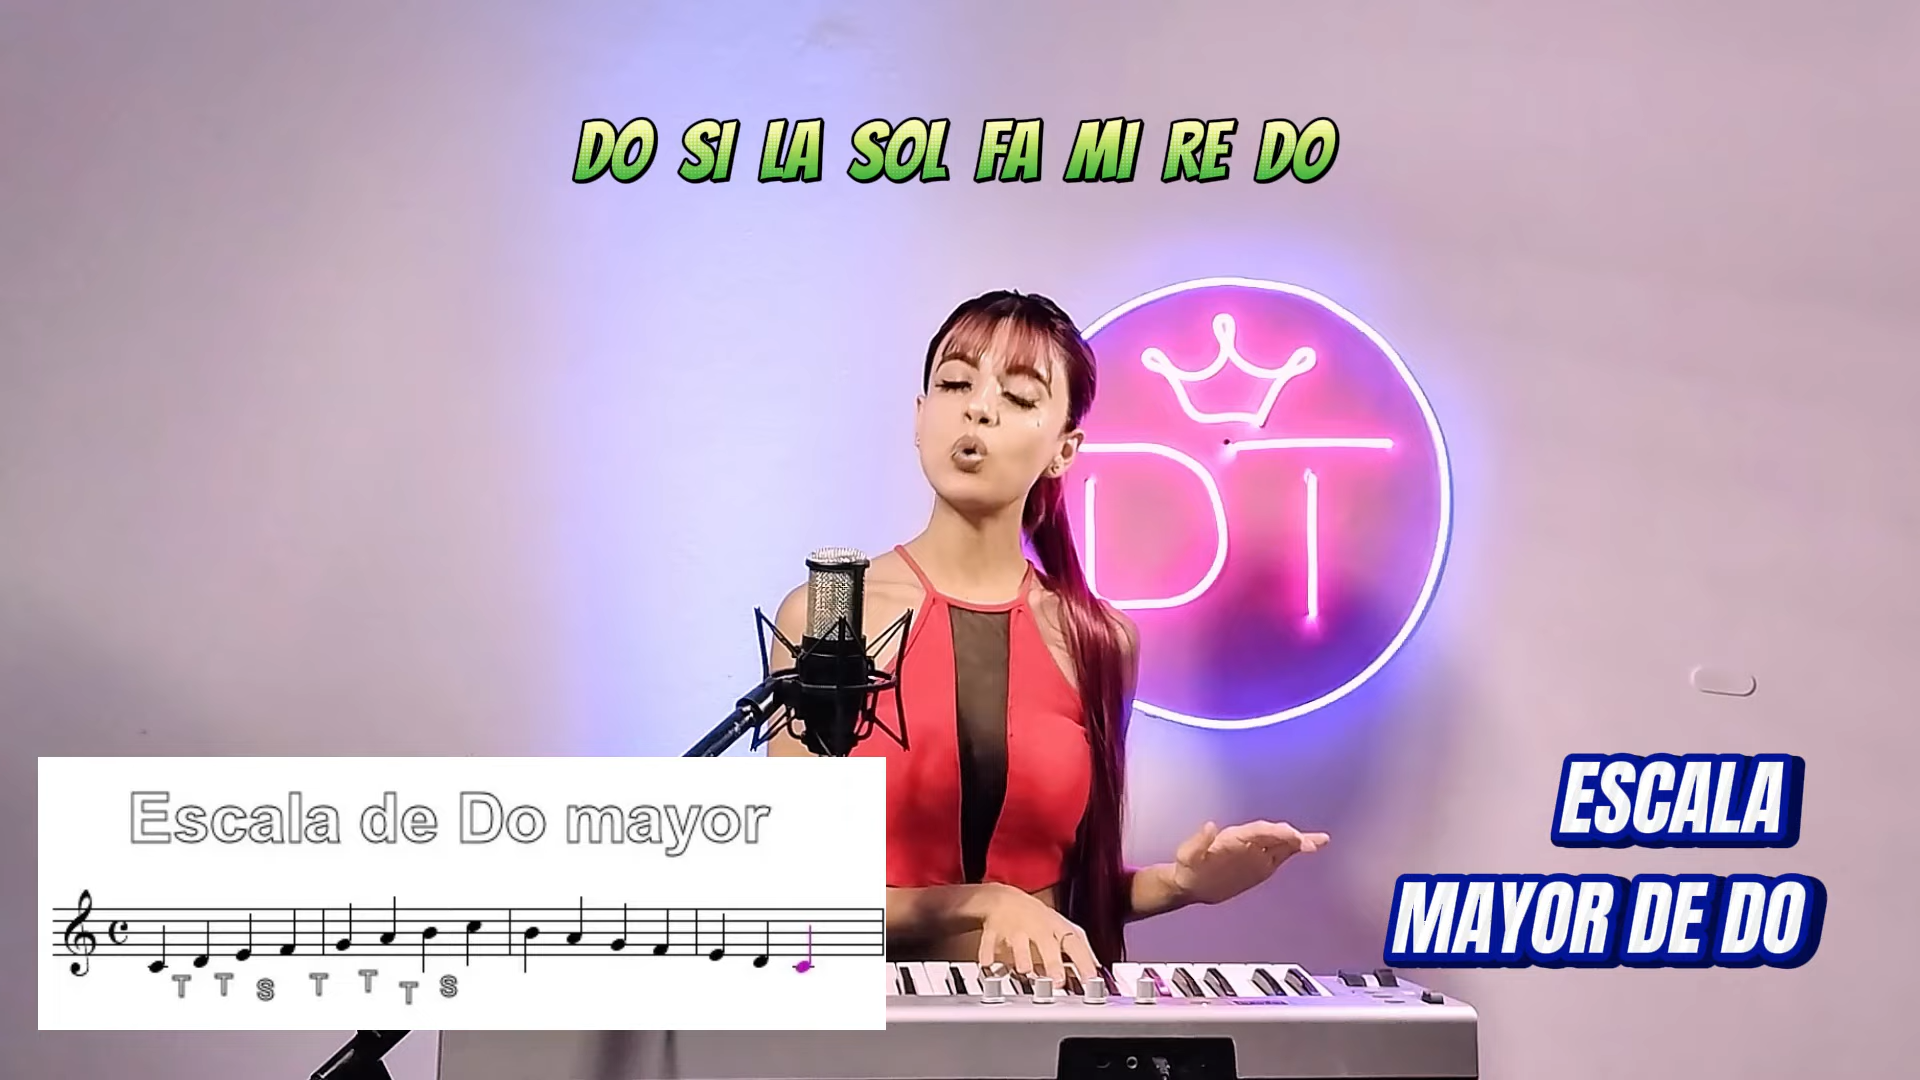 DO SI LA SOL FA MI RE DO
DT
Escala de Do mayor
T T S T T T S
ESCALA
MAYOR DE DO